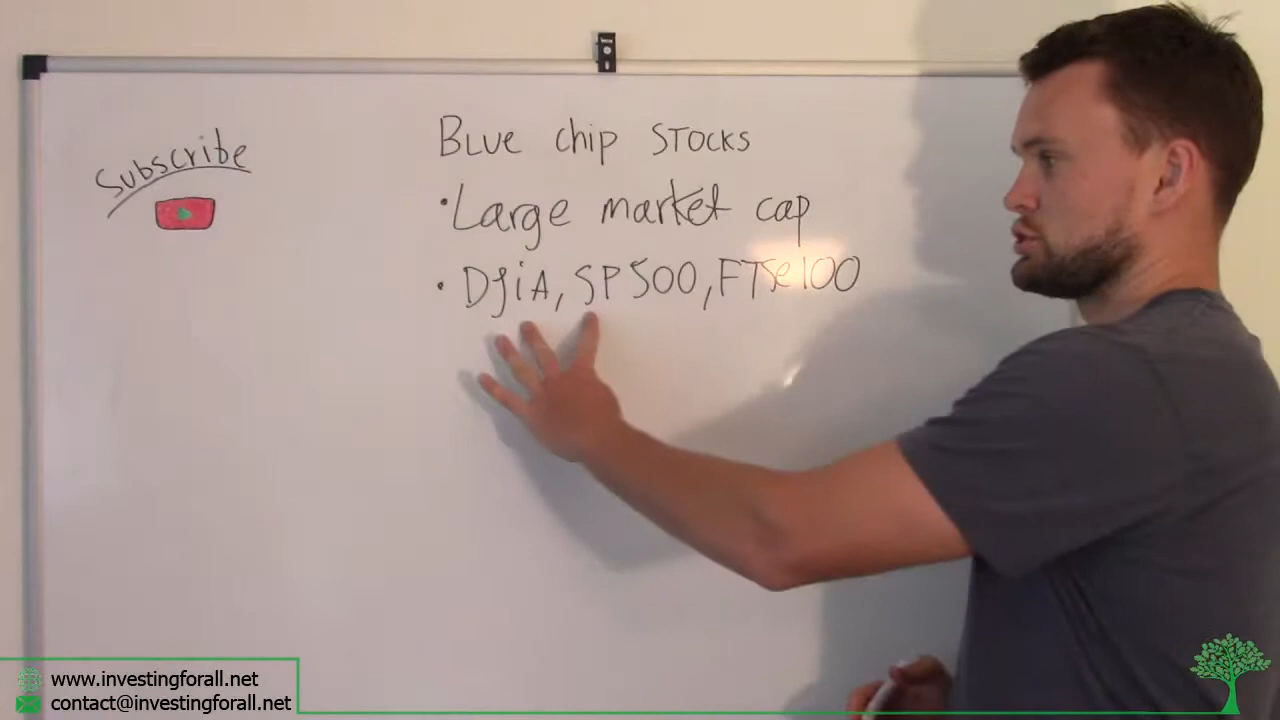 Subscribe
Blue chip STOCKS
• Large market cap
• DJiA, SP500, FTSe100
www.investingforall.net
contact@investingforall.net